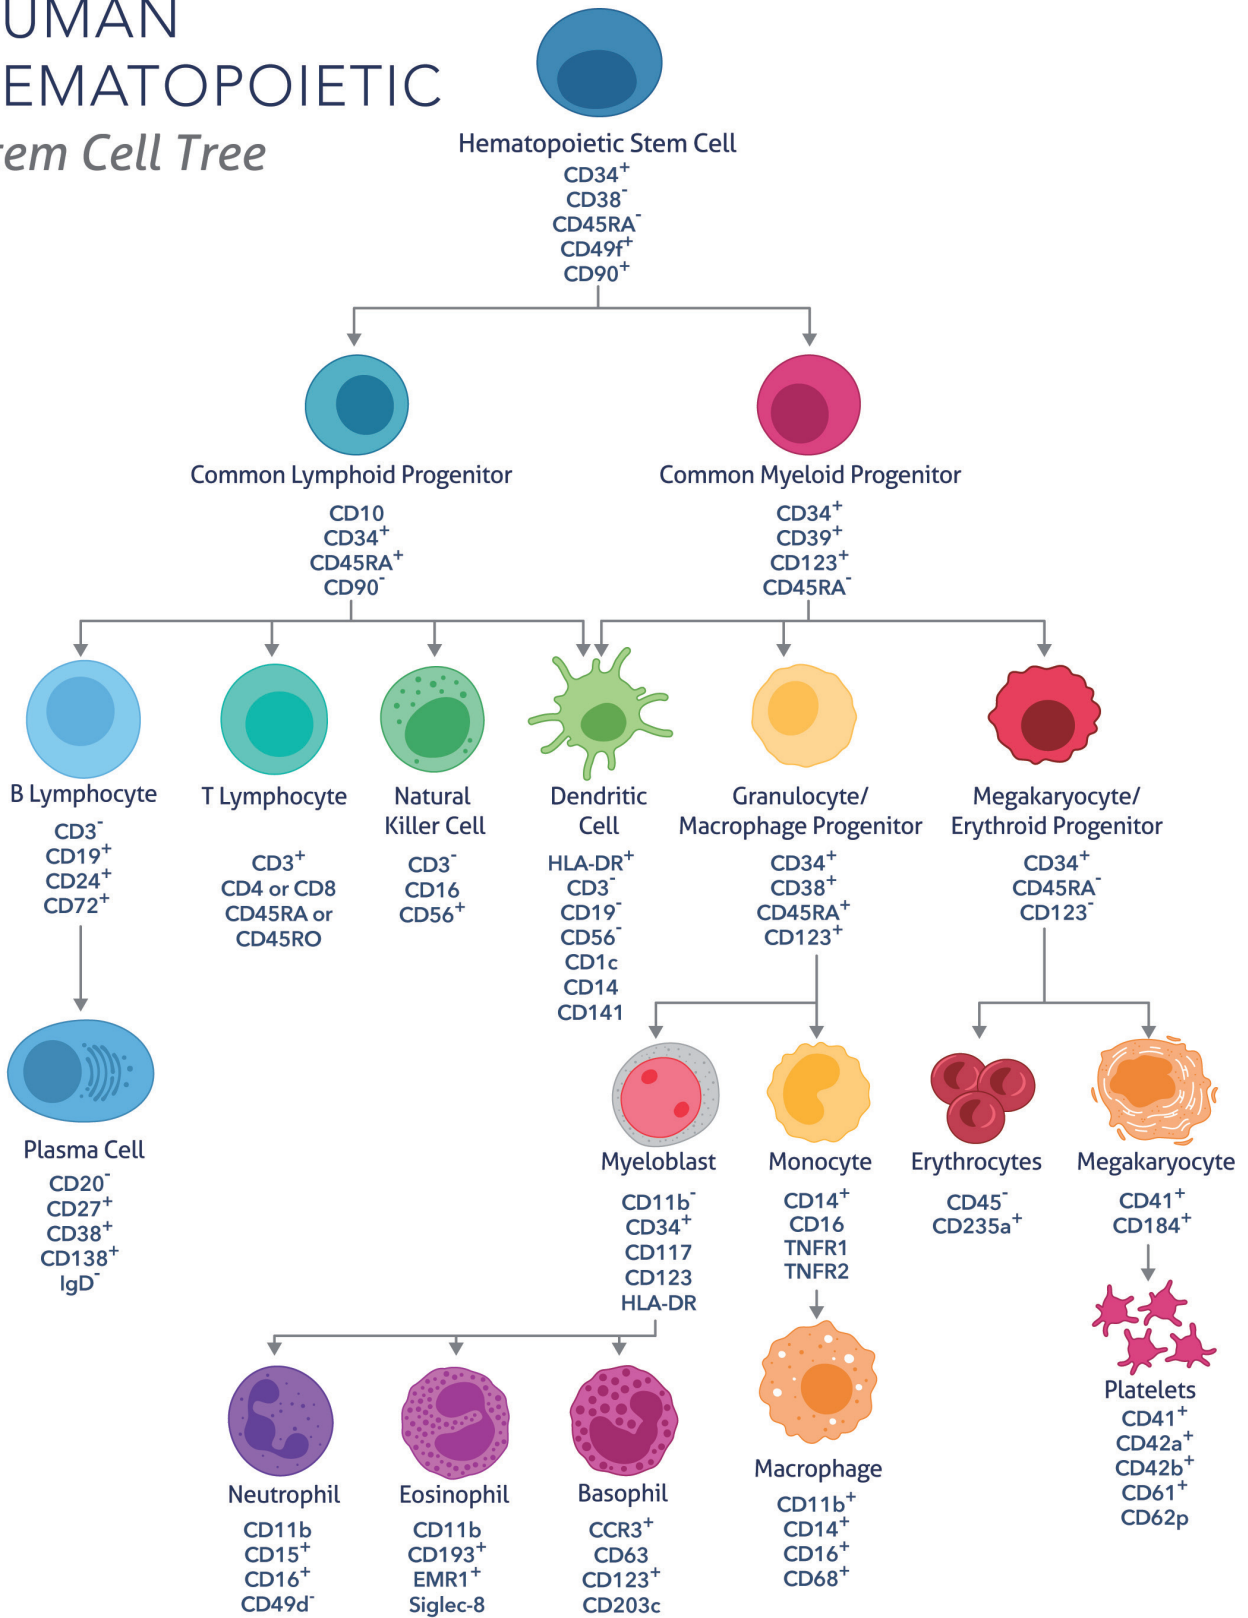 UMAN
EMATOPOIETIC
tem Cell Tree
Hematopoietic Stem Cell
CD34⁺
CD38⁻
CD45RA⁻
CD49f⁺
CD90⁺
Common Lymphoid Progenitor
CD10
CD34⁺
CD45RA⁺
CD90⁻
Common Myeloid Progenitor
CD34⁺
CD39⁺
CD123⁺
CD45RA⁻
B Lymphocyte
CD3⁻
CD19⁺
CD24⁺
CD72⁺
T Lymphocyte
CD3⁺
CD4 or CD8
CD45RA or
CD45RO
Natural
Killer Cell
CD3⁻
CD16
CD56⁺
Dendritic
Cell
HLA-DR⁺
CD3⁻
CD19⁻
CD56⁻
CD1c
CD14
CD141
Granulocyte/
Macrophage Progenitor
CD34⁺
CD38⁺
CD45RA⁺
CD123⁺
Megakaryocyte/
Erythroid Progenitor
CD34⁺
CD45RA⁻
CD123⁻
Plasma Cell
CD20⁻
CD27⁺
CD38⁺
CD138⁺
IgD⁻
Myeloblast
CD11b⁻
CD34⁺
CD117
CD123
HLA-DR
Monocyte
CD14⁺
CD16
TNFR1
TNFR2
Erythrocytes
CD45⁻
CD235a⁺
Megakaryocyte
CD41⁺
CD184⁺
Neutrophil
CD11b
CD15⁺
CD16⁺
CD49d⁻
Eosinophil
CD11b
CD193⁺
EMR1⁺
Siglec-8
Basophil
CCR3⁺
CD63
CD123⁺
CD203c
Macrophage
CD11b⁺
CD14⁺
CD16⁺
CD68⁺
Platelets
CD41⁺
CD42a⁺
CD42b⁺
CD61⁺
CD62p